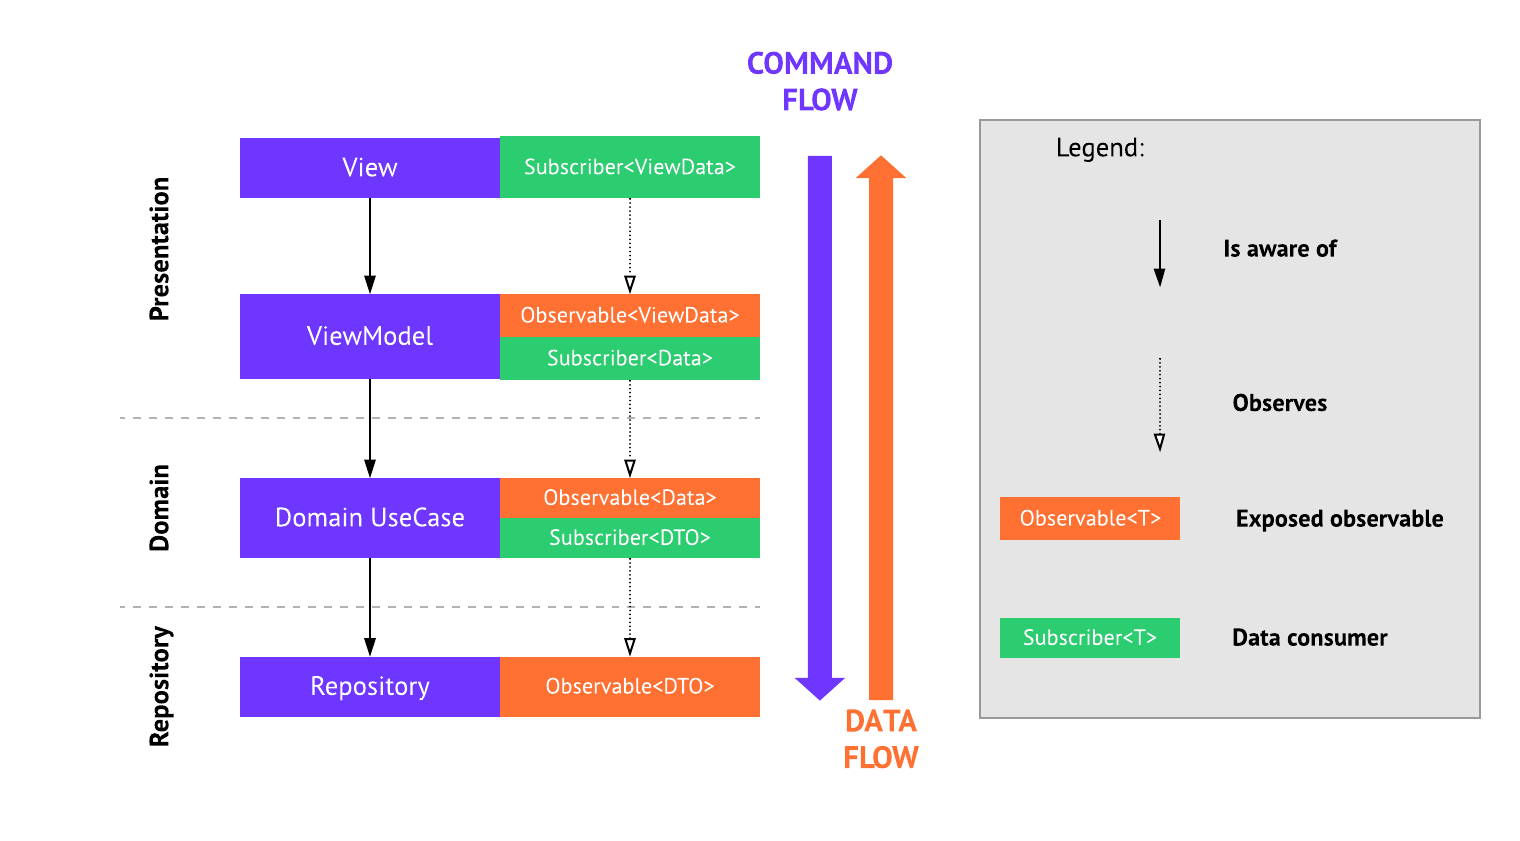 COMMAND
FLOW
Presentation
View
Subscriber<ViewData>
ViewModel
Observable<ViewData>
Subscriber<Data>
Domain
Domain UseCase
Observable<Data>
Subscriber<DTO>
Repository
Repository
Observable<DTO>
DATA
FLOW
Legend:
Is aware of
Observes
Observable<T>
Exposed observable
Subscriber<T>
Data consumer